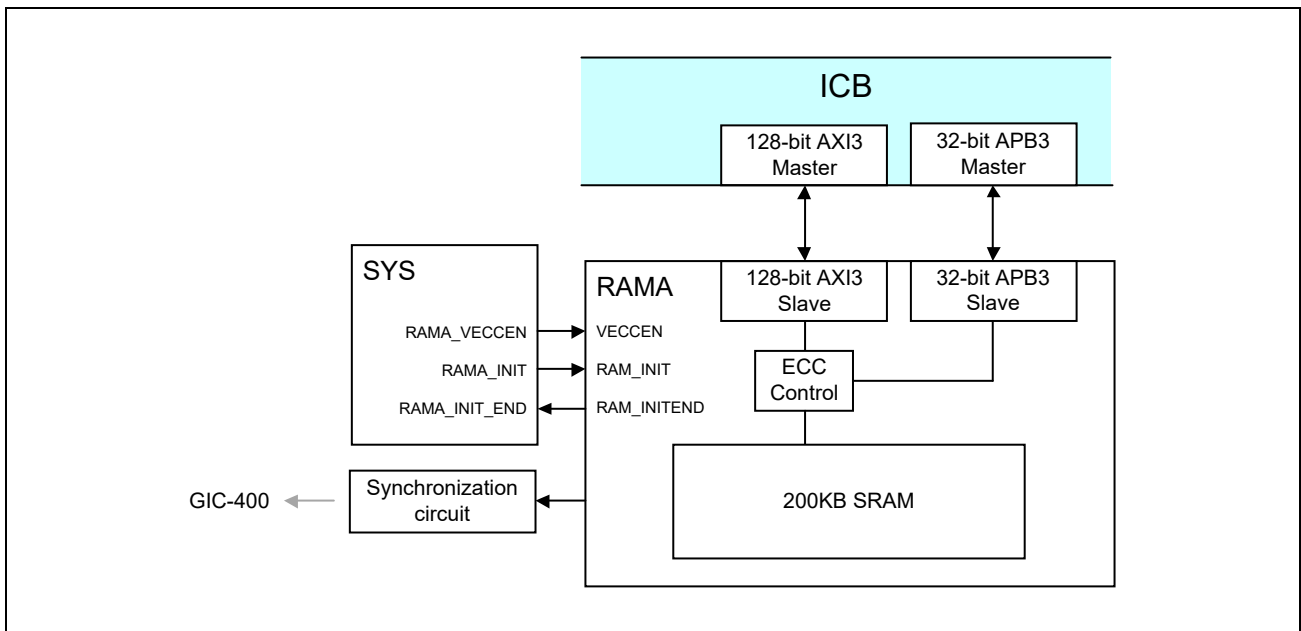 ICB
128-bit AXI3
Master
32-bit APB3
Master
SYS
RAMA_VECCEN
RAMA_INIT
RAMA_INIT_END
RAMA
128-bit AXI3
Slave
32-bit APB3
Slave
VECCEN
RAM_INIT
RAM_INITEND
ECC
Control
GIC-400
Synchronization
circuit
200KB SRAM